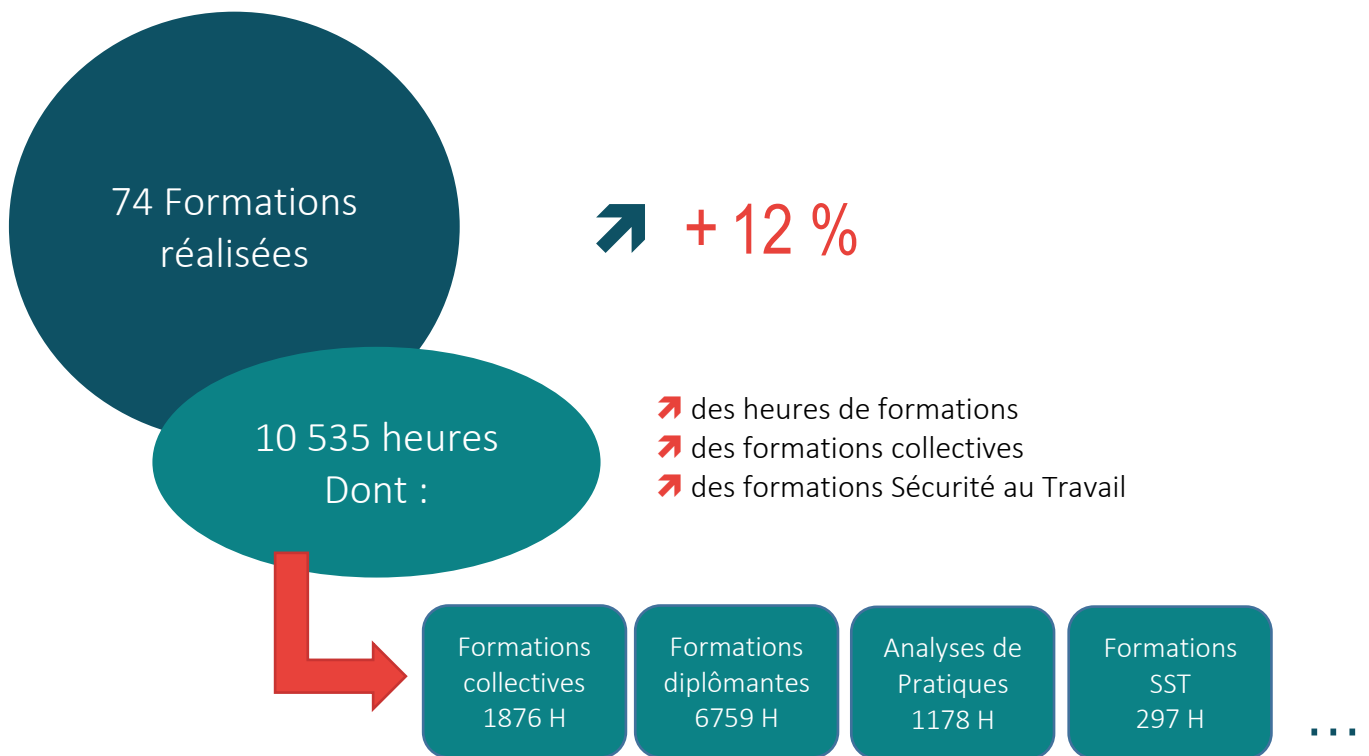 74 Formations
réalisées
+ 12 %
10 535 heures
Dont :
des heures de formations
des formations collectives
des formations Sécurité au Travail
Formations
collectives
1876 H
Formations
diplômantes
6759 H
Analyses de
Pratiques
1178 H
Formations
SST
297 H
...